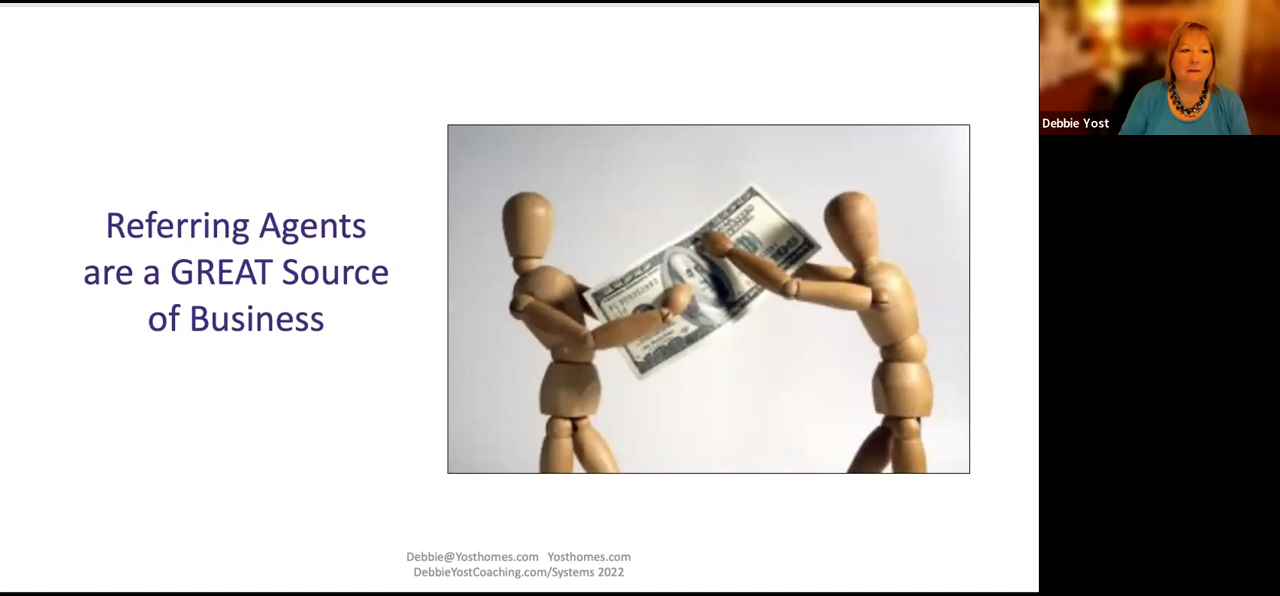 Referring Agents
are a GREAT Source
of Business
Debbie@Yosthomes.com Yosthomes.com
DebbieYostCoaching.com/Systems 2022
Debbie Yost